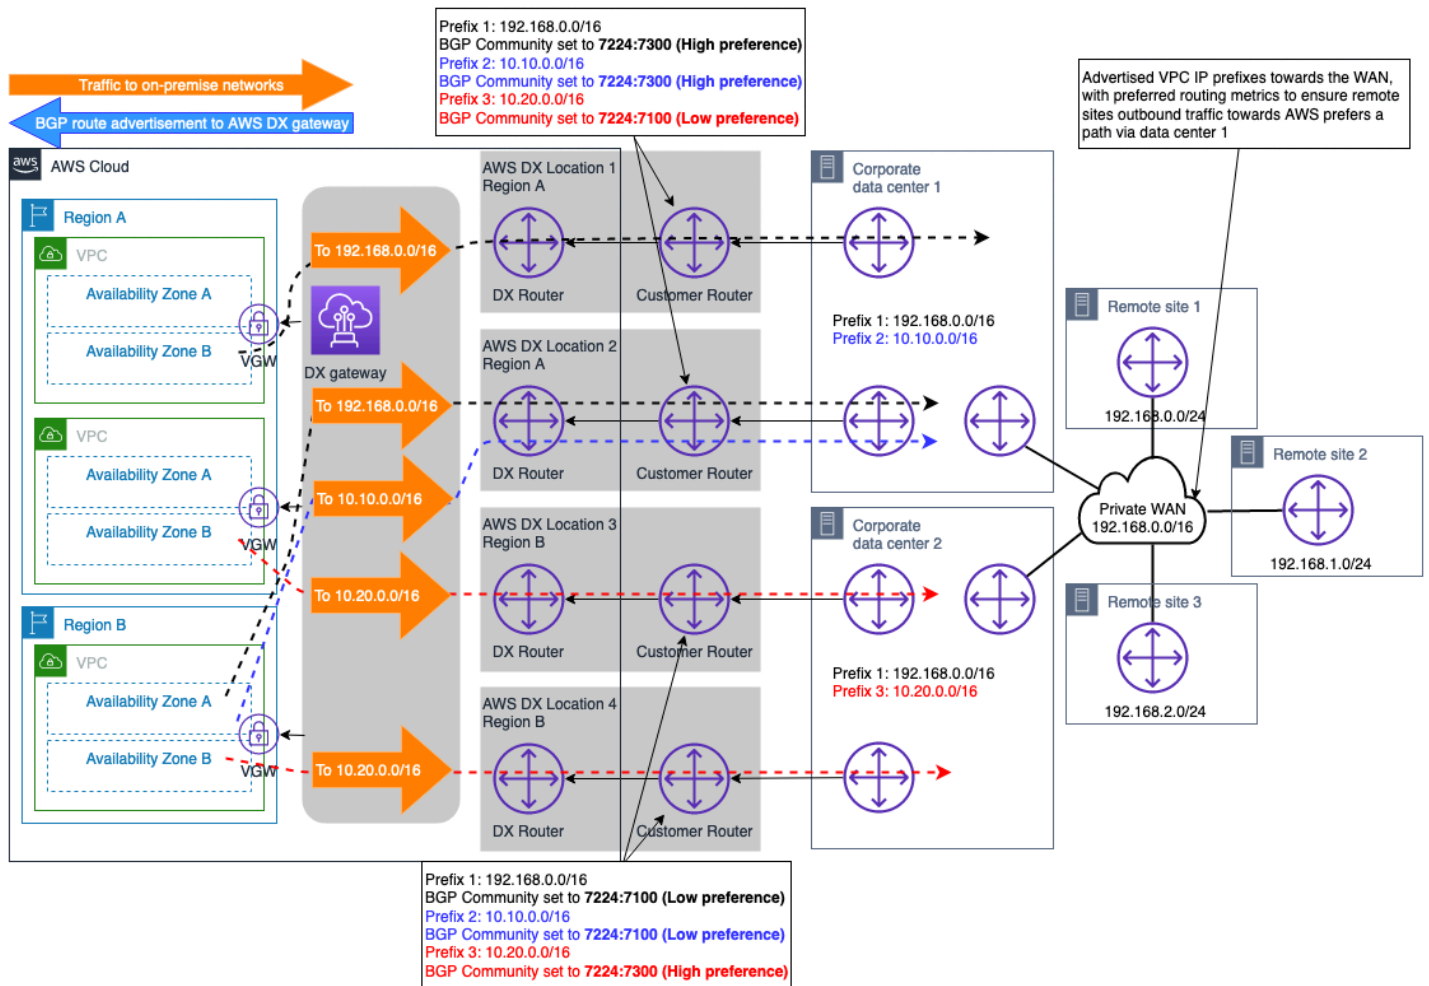 Prefix 1: 192.168.0.0/16
BGP Community set to 7224:7300 (High preference)
Prefix 2: 10.10.0.0/16
BGP Community set to 7224:7300 (High preference)
Prefix 3: 10.20.0.0/16
BGP Community set to 7224:7100 (Low preference)
Traffic to on-premise networks
BGP route advertisement to AWS DX gateway
Advertised VPC IP prefixes towards the WAN,
with preferred routing metrics to ensure remote
sites outbound traffic towards AWS prefers a
path via data center 1
aws
AWS Cloud
Region A
VPC
Availability Zone A
Availability Zone B
VGW
VPC
Availability Zone A
Availability Zone B
VGW
Region B
VPC
Availability Zone A
Availability Zone B
VGW
To 192.168.0.0/16
DX gateway
To 192.168.0.0/16
To 10.10.0.0/16
To 10.20.0.0/16
To 10.20.0.0/16
AWS DX Location 1
Region A
DX Router
Customer Router
AWS DX Location 2
Region A
DX Router
Customer Router
AWS DX Location 3
Region B
DX Router
Customer Router
AWS DX Location 4
Region B
DX Router
Customer Router
Corporate
data center 1
Prefix 1: 192.168.0.0/16
Prefix 2: 10.10.0.0/16
Corporate
data center 2
Prefix 1: 192.168.0.0/16
Prefix 3: 10.20.0.0/16
Remote site 1
192.168.0.0/24
Private WAN
192.168.0.0/16
Remote site 2
192.168.1.0/24
Remote site 3
192.168.2.0/24
Prefix 1: 192.168.0.0/16
BGP Community set to 7224:7100 (Low preference)
Prefix 2: 10.10.0.0/16
BGP Community set to 7224:7100 (Low preference)
Prefix 3: 10.20.0.0/16
BGP Community set to 7224:7300 (High preference)